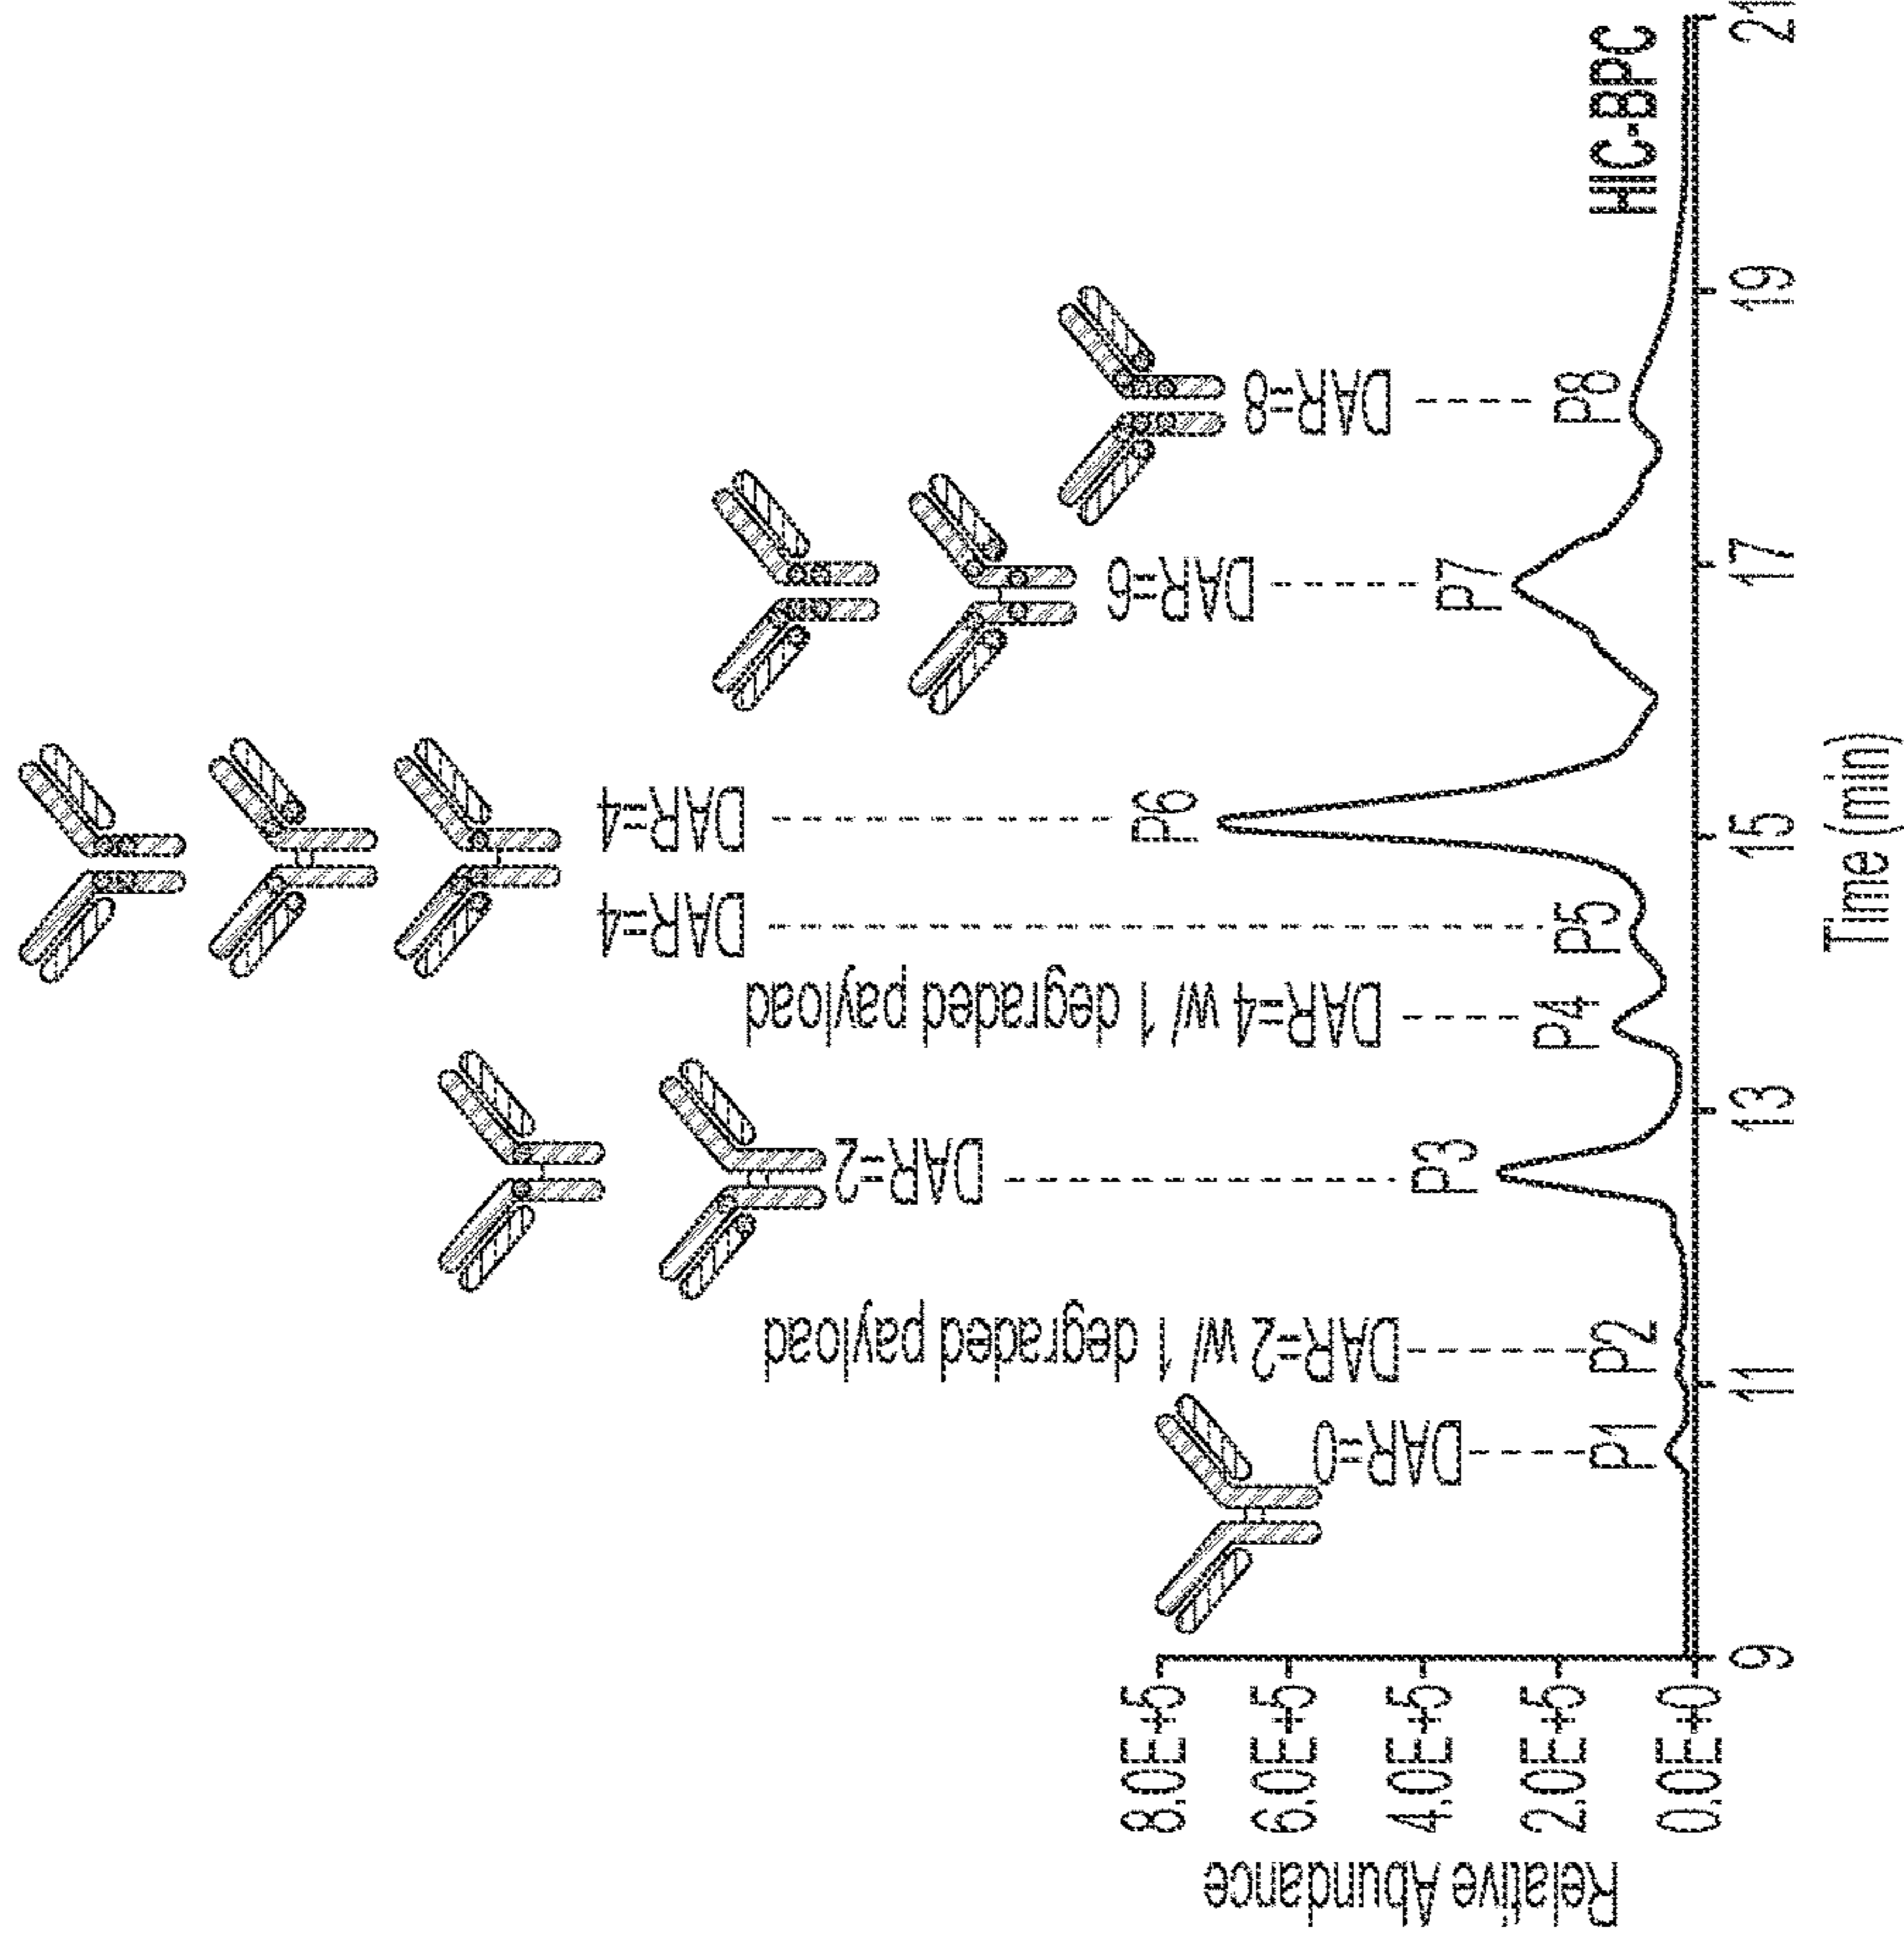 Relative Abundance
8.0E+5
6.0E+5
4.0E+5
2.0E+5
0.0E+0
DAR=0
P1
DAR=2 w/ 1 degraded payload
P2
DAR=2
P3
DAR=4 w/ 1 degraded payload
P4
DAR=4
P5
DAR=4
P6
DAR=6
P7
DAR=8
P8
HIC-BPC
9
11
13
15
17
19
21
Time (min)